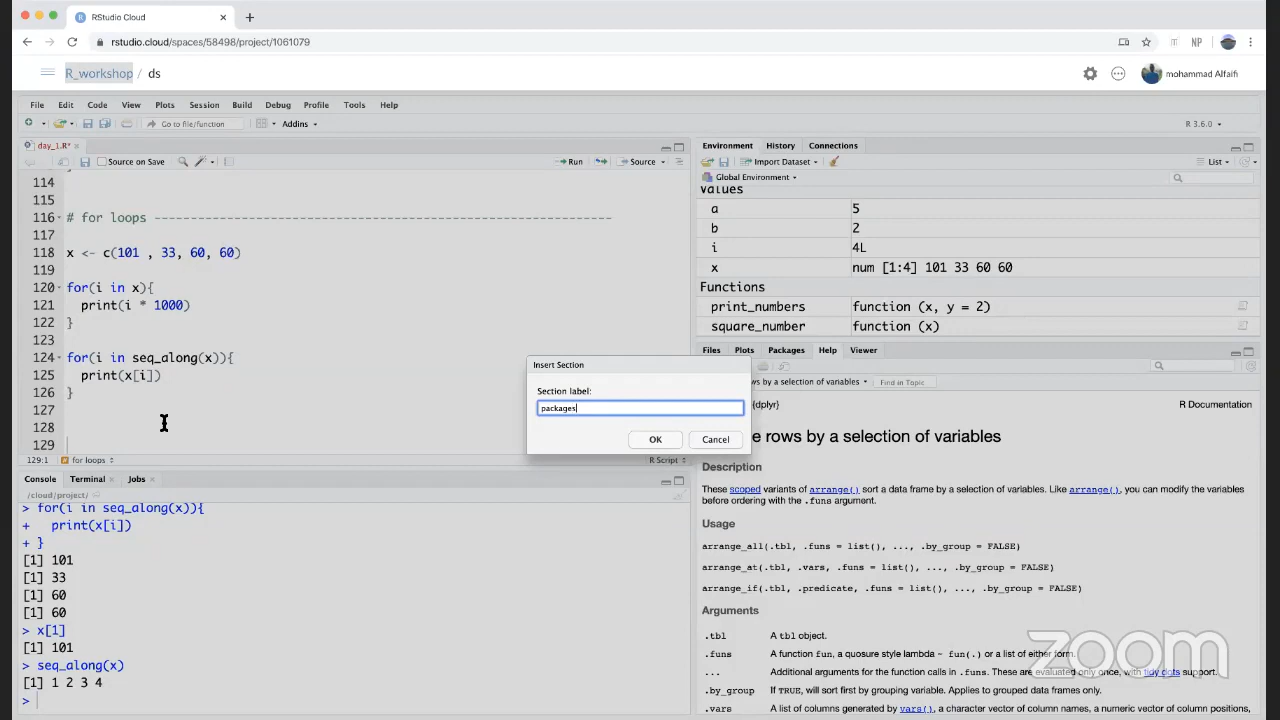 RStudio Cloud
rstudio.cloud/spaces/58498/project/1061079
NP
R_workshop / ds
mohammad Alfaifi
File Edit Code View Plots Session Build Debug Profile Tools Help
Go to file/function
Addins
R 3.6.0
day_1.R*
Source on Save
Run
Source
114
115
116 # for loops ---------------------------------------------------------------
117
118 x <- c(101 , 33, 60, 60)
119
120 for(i in x){
121 print(i * 1000)
122 }
123
124 for(i in seq_along(x)){
125 print(x[i])
126 }
127
128
129
129:1 for loops R Script
Console Terminal Jobs
/cloud/project/
> for(i in seq_along(x)){
+ print(x[i])
+ }
[1] 101
[1] 33
[1] 60
[1] 60
> x[1]
[1] 101
> seq_along(x)
[1] 1 2 3 4
>
Insert Section
Section label:
packages
OK Cancel
Environment History Connections
Import Dataset
List
Global Environment
Values
a 5
b 2
i 4L
x num [1:4] 101 33 60 60
Functions
print_numbers function (x, y = 2)
square_number function (x)
Files Plots Packages Help Viewer
rows by a selection of variables Find in Topic
{dplyr} R Documentation
rows by a selection of variables
Description
These scoped variants of arrange() sort a data frame by a selection of variables. Like arrange(), you can modify the variables
before ordering with the .funs argument.
Usage
arrange_all(.tbl, .funs = list(), ..., .by_group = FALSE)
arrange_at(.tbl, .vars, .funs = list(), ..., .by_group = FALSE)
arrange_if(.tbl, .predicate, .funs = list(), ..., .by_group = FALSE)
Arguments
.tbl A tbl object.
.funs A function fun, a quosure style lambda ~ fun(.) or a list of either form.
... Additional arguments for the function calls in .funs. These are evaluated only once, with tidy dots support.
.by_group If TRUE, will sort first by grouping variable. Applies to grouped data frames only.
.vars A list of columns generated by vars(), a character vector of column names, a numeric vector of column positions,
zoom